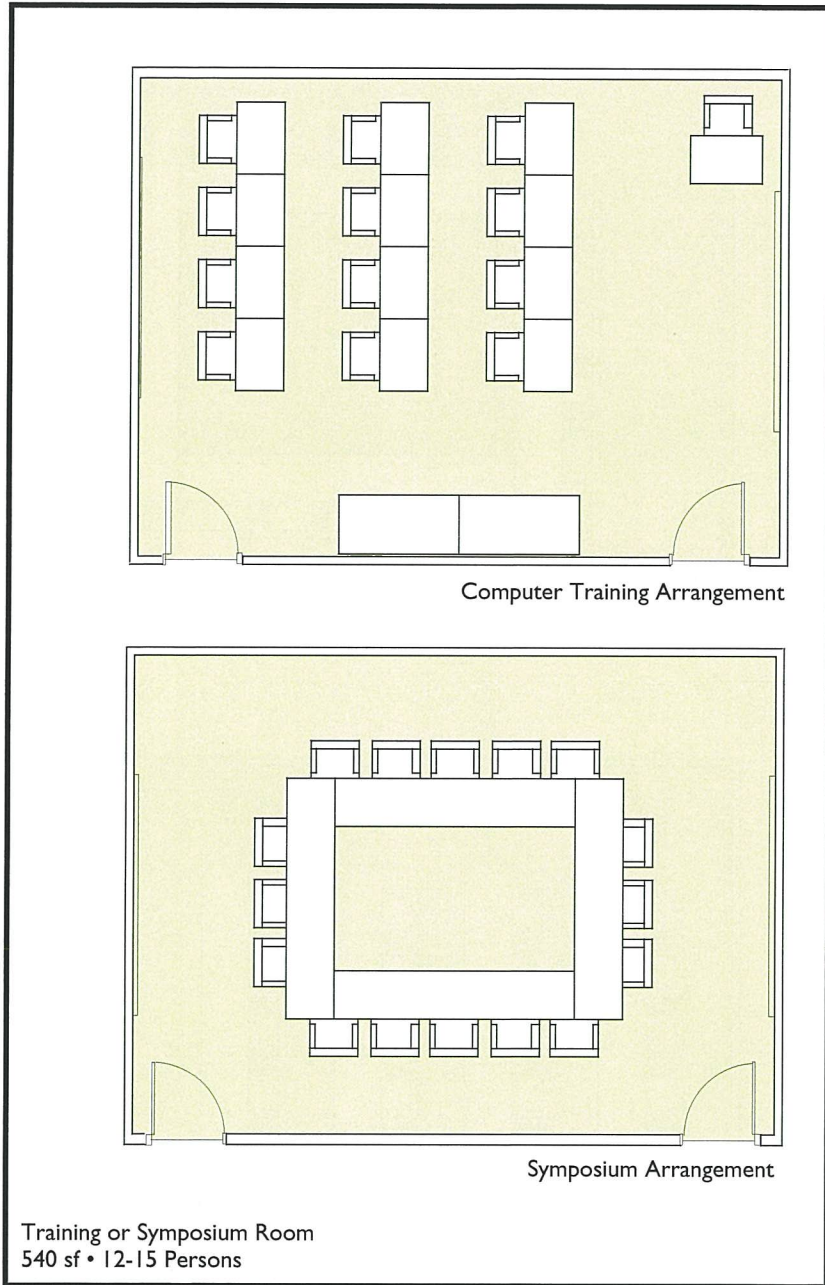 Computer Training Arrangement
Symposium Arrangement
Training or Symposium Room
540 sf • 12-15 Persons